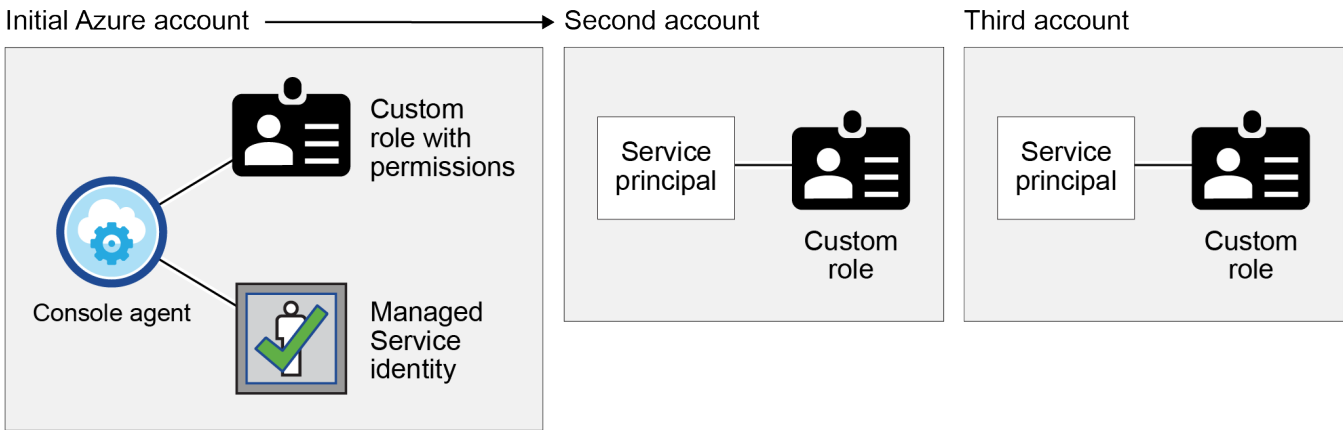 Initial Azure account
Second account
Third account
Custom
role with
permissions
Console agent
Managed
Service
identity
Service
principal
Custom
role
Service
principal
Custom
role